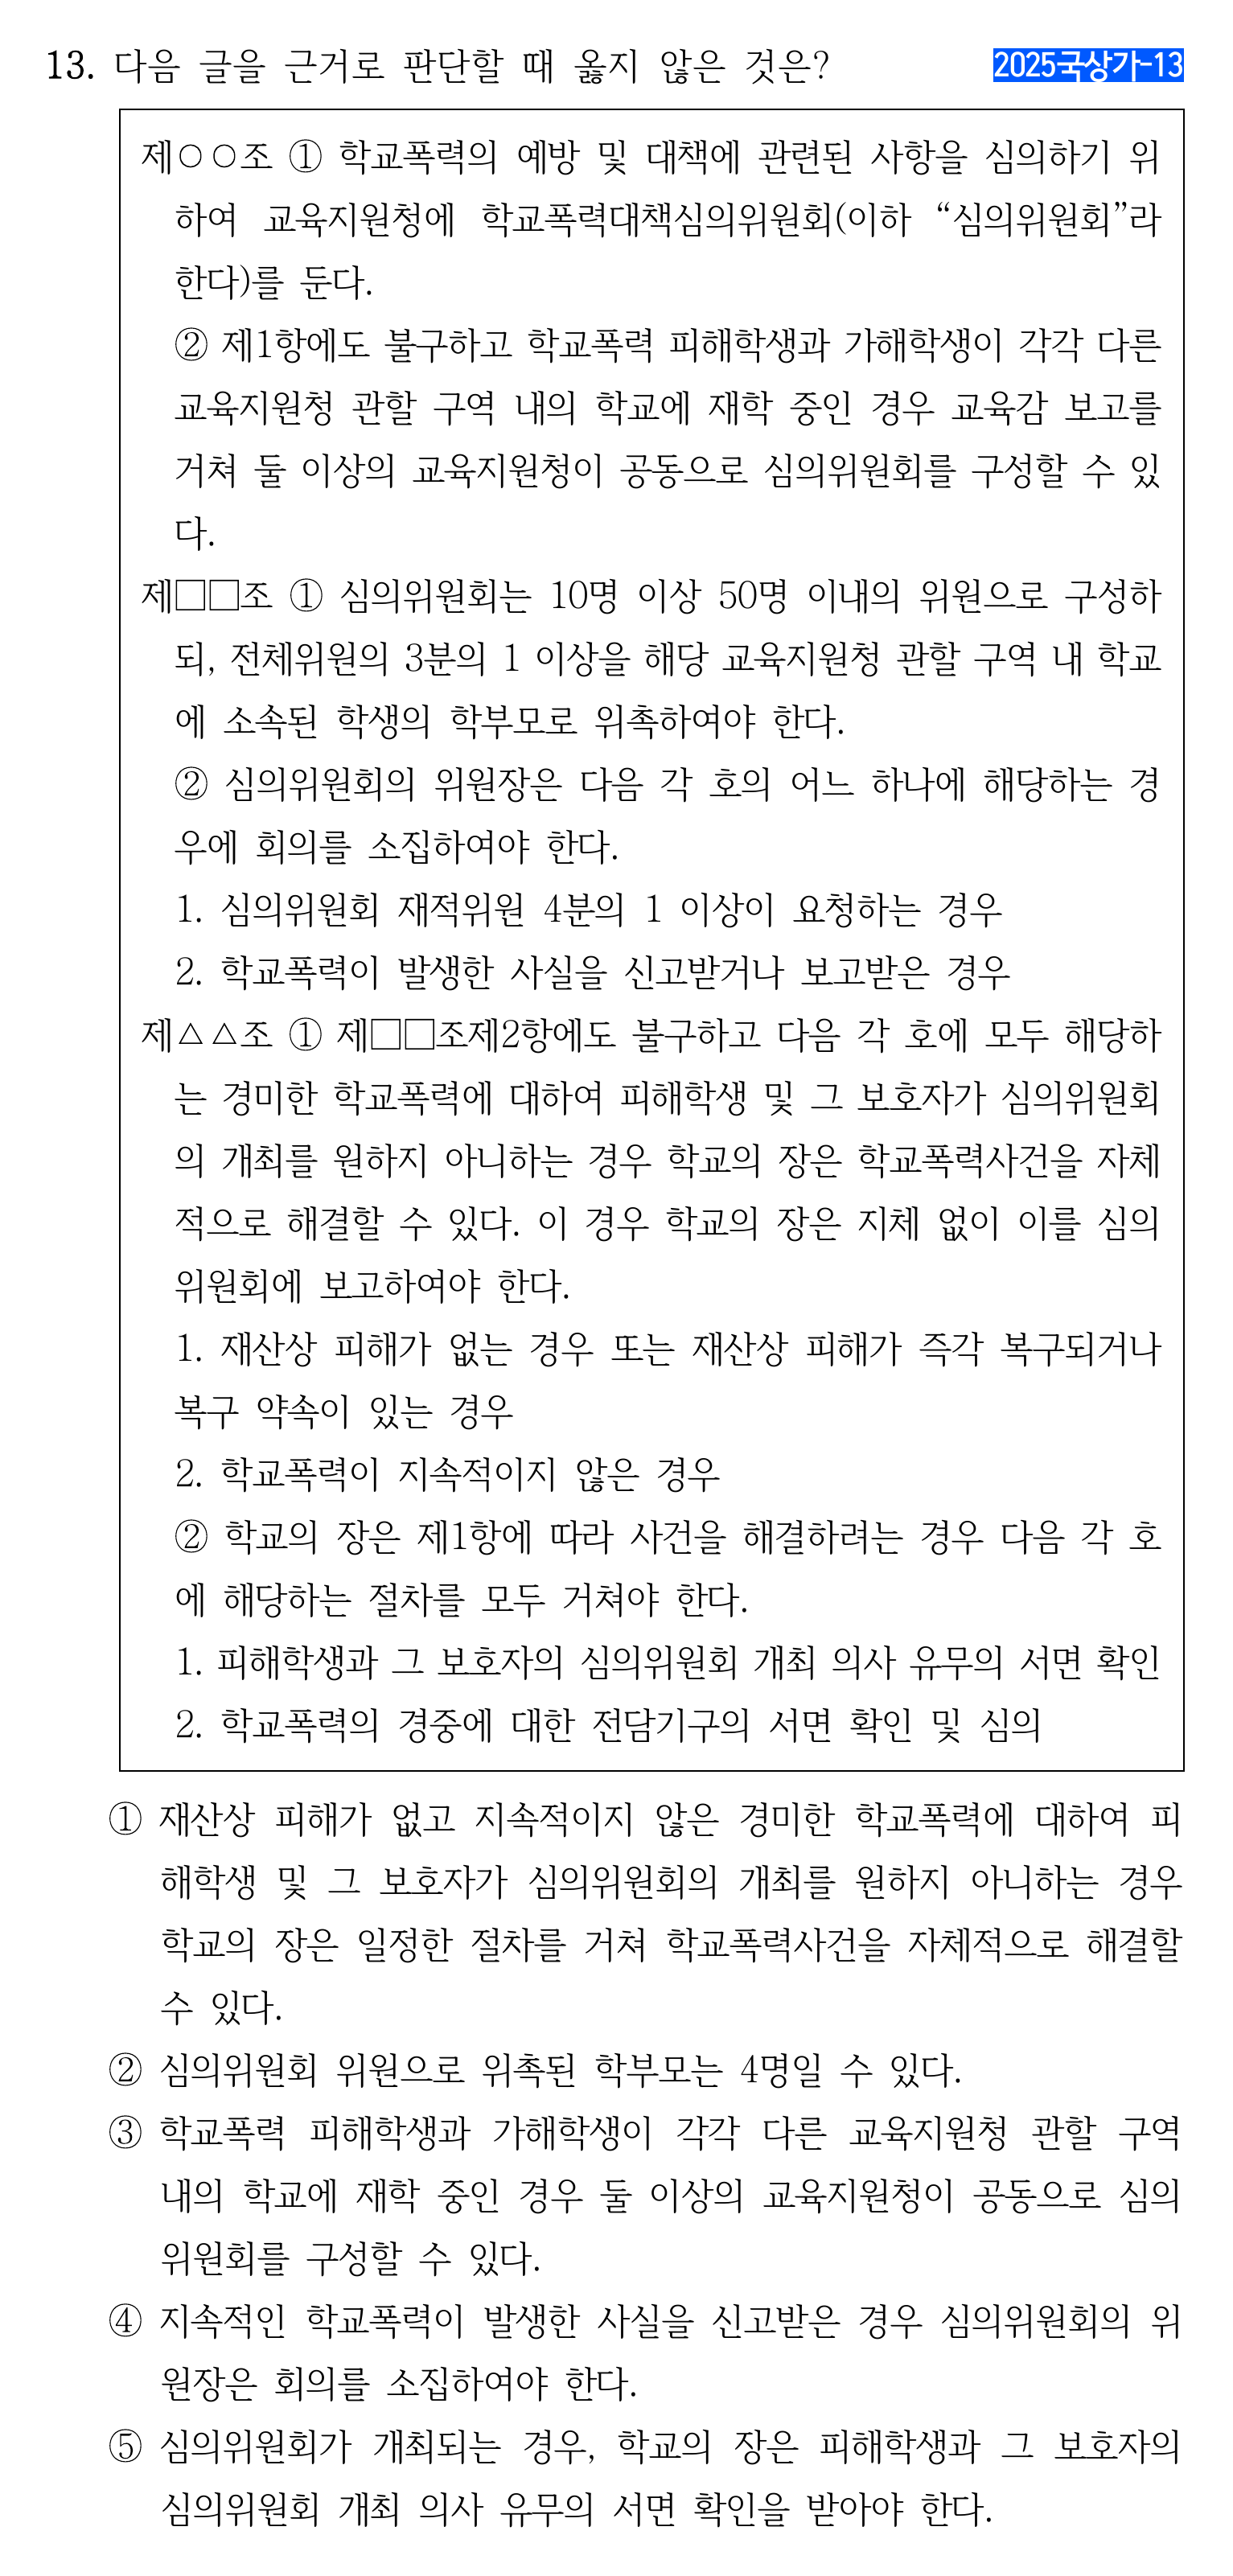 13. 다음 글을 근거로 판단할 때 옳지 않은 것은? 2025국상가-13
제○○조 ① 학교폭력의 예방 및 대책에 관련된 사항을 심의하기 위
하여 교육지원청에 학교폭력대책심의위원회(이하 “심의위원회”라
한다)를 둔다.
② 제1항에도 불구하고 학교폭력 피해학생과 가해학생이 각각 다른
교육지원청 관할 구역 내의 학교에 재학 중인 경우 교육감 보고를
거쳐 둘 이상의 교육지원청이 공동으로 심의위원회를 구성할 수 있
다.
제□□조 ① 심의위원회는 10명 이상 50명 이내의 위원으로 구성하
되, 전체위원의 3분의 1 이상을 해당 교육지원청 관할 구역 내 학교
에 소속된 학생의 학부모로 위촉하여야 한다.
② 심의위원회의 위원장은 다음 각 호의 어느 하나에 해당하는 경
우에 회의를 소집하여야 한다.
1. 심의위원회 재적위원 4분의 1 이상이 요청하는 경우
2. 학교폭력이 발생한 사실을 신고받거나 보고받은 경우
제△△조 ① 제□□조제2항에도 불구하고 다음 각 호에 모두 해당하
는 경미한 학교폭력에 대하여 피해학생 및 그 보호자가 심의위원회
의 개최를 원하지 아니하는 경우 학교의 장은 학교폭력사건을 자체
적으로 해결할 수 있다. 이 경우 학교의 장은 지체 없이 이를 심의
위원회에 보고하여야 한다.
1. 재산상 피해가 없는 경우 또는 재산상 피해가 즉각 복구되거나
복구 약속이 있는 경우
2. 학교폭력이 지속적이지 않은 경우
② 학교의 장은 제1항에 따라 사건을 해결하려는 경우 다음 각 호
에 해당하는 절차를 모두 거쳐야 한다.
1. 피해학생과 그 보호자의 심의위원회 개최 의사 유무의 서면 확인
2. 학교폭력의 경중에 대한 전담기구의 서면 확인 및 심의
① 재산상 피해가 없고 지속적이지 않은 경미한 학교폭력에 대하여 피
해학생 및 그 보호자가 심의위원회의 개최를 원하지 아니하는 경우
학교의 장은 일정한 절차를 거쳐 학교폭력사건을 자체적으로 해결할
수 있다.
② 심의위원회 위원으로 위촉된 학부모는 4명일 수 있다.
③ 학교폭력 피해학생과 가해학생이 각각 다른 교육지원청 관할 구역
내의 학교에 재학 중인 경우 둘 이상의 교육지원청이 공동으로 심의
위원회를 구성할 수 있다.
④ 지속적인 학교폭력이 발생한 사실을 신고받은 경우 심의위원회의 위
원장은 회의를 소집하여야 한다.
⑤ 심의위원회가 개최되는 경우, 학교의 장은 피해학생과 그 보호자의
심의위원회 개최 의사 유무의 서면 확인을 받아야 한다.